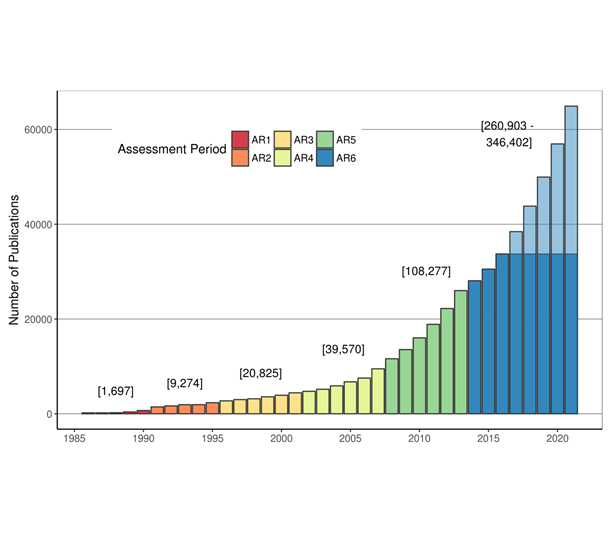 [260,903 -
346,402]
Assessment Period
AR1
AR3
AR5
AR2
AR4
AR6
Number of Publications
60000
40000
20000
0
[108,277]
[39,570]
[20,825]
[9,274]
[1,697]
1985
1990
1995
2000
2005
2010
2015
2020